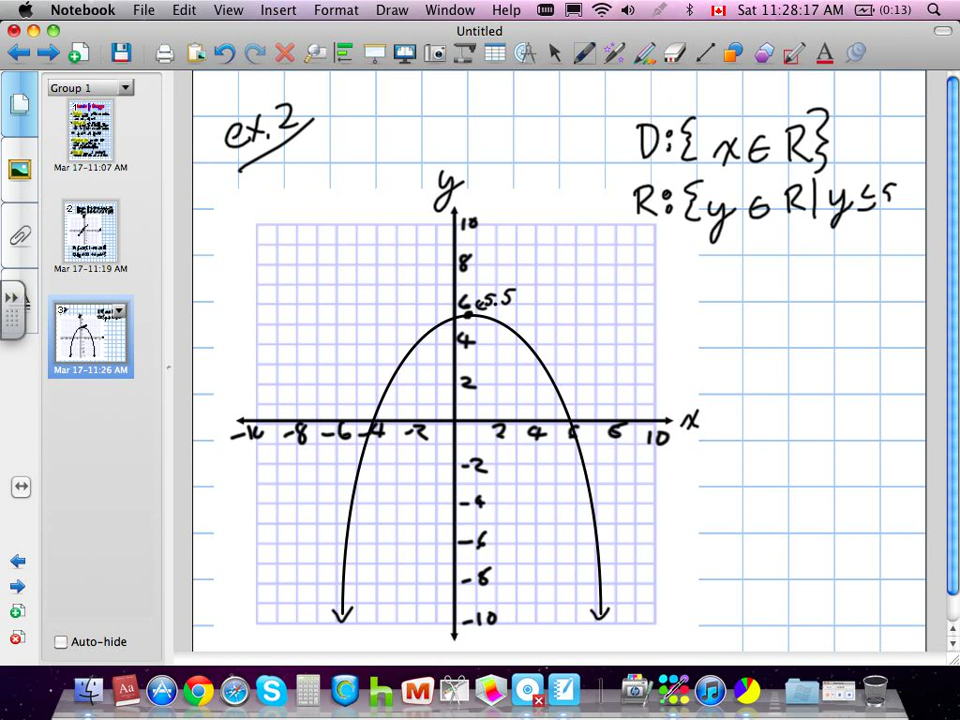 Notebook File Edit View Insert Format Draw Window Help Sat 11:28:17 AM (0:13)
Untitled
Group 1
Mar 17-11:07 AM
2
Mar 17-11:19 AM
3
Mar 17-11:26 AM
Auto-hide
ex. 2
D:{ x ∈ R}
R:{y ∈ R | y ≤ 5
y
10
8
6 5.5
4
2
-10 -8 -6 -4 -2 2 4 6 8 10 x
-2
-4
-6
-8
-10